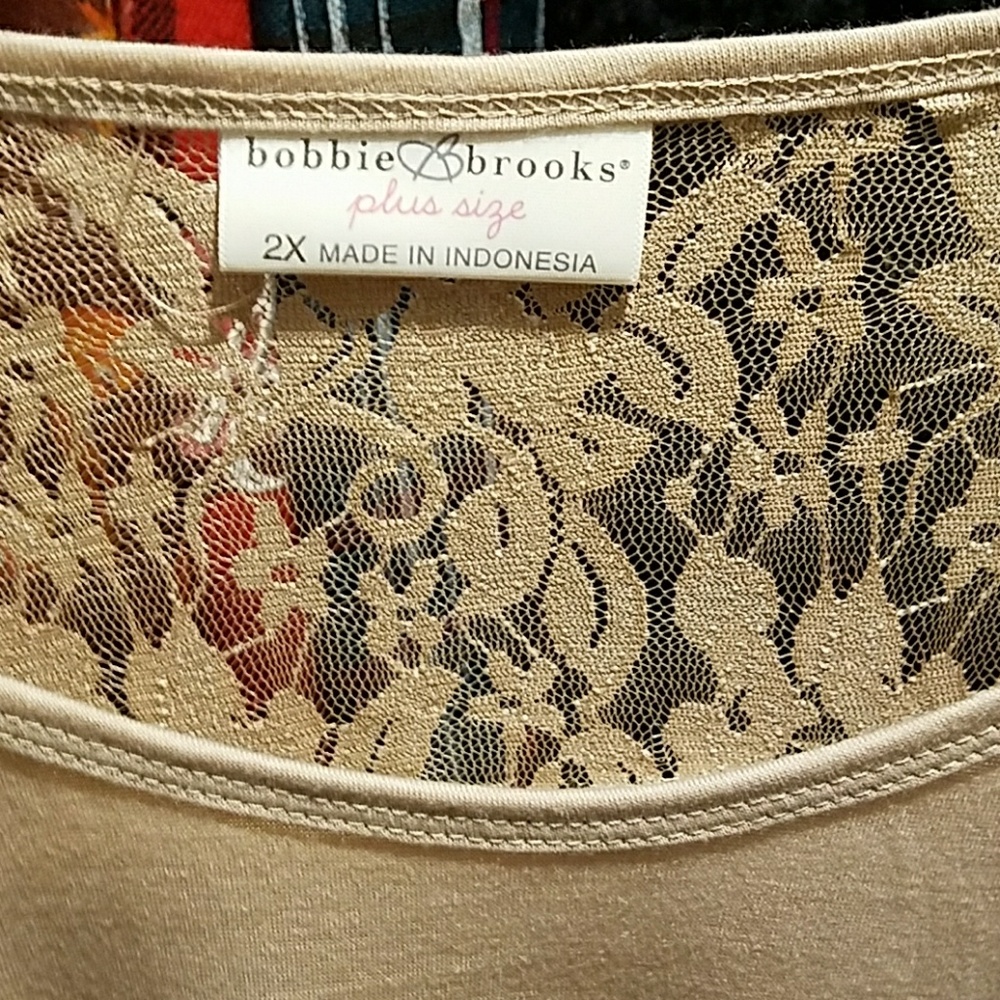 bobbie brooks®
plus size
2X MADE IN INDONESIA